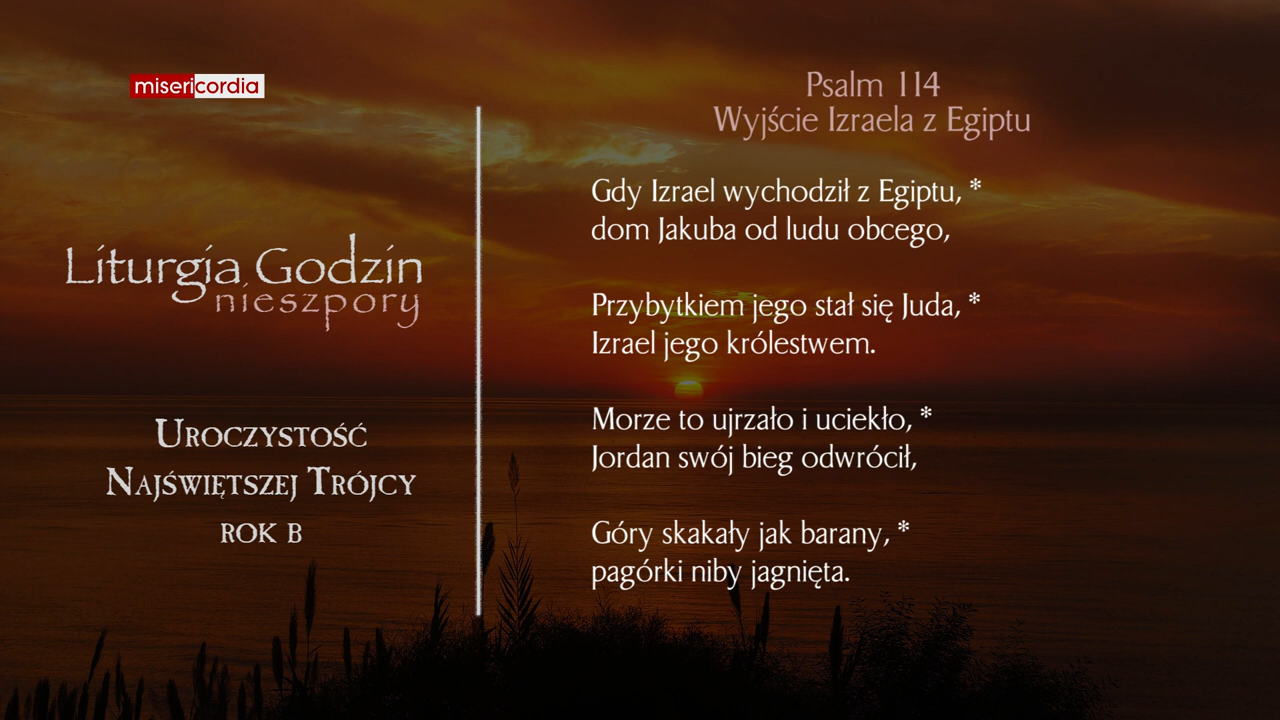 misericordia
Liturgia Godzin
nieszpory
Uroczystość
Najświętszej Trójcy
rok B
Psalm 114
Wyjście Izraela z Egiptu
Gdy Izrael wychodził z Egiptu, *
dom Jakuba od ludu obcego,
Przybytkiem jego stał się Juda, *
Izrael jego królestwem.
Morze to ujrzało i uciekło, *
Jordan swój bieg odwrócił,
Góry skakały jak barany, *
pagórki niby jagnięta.